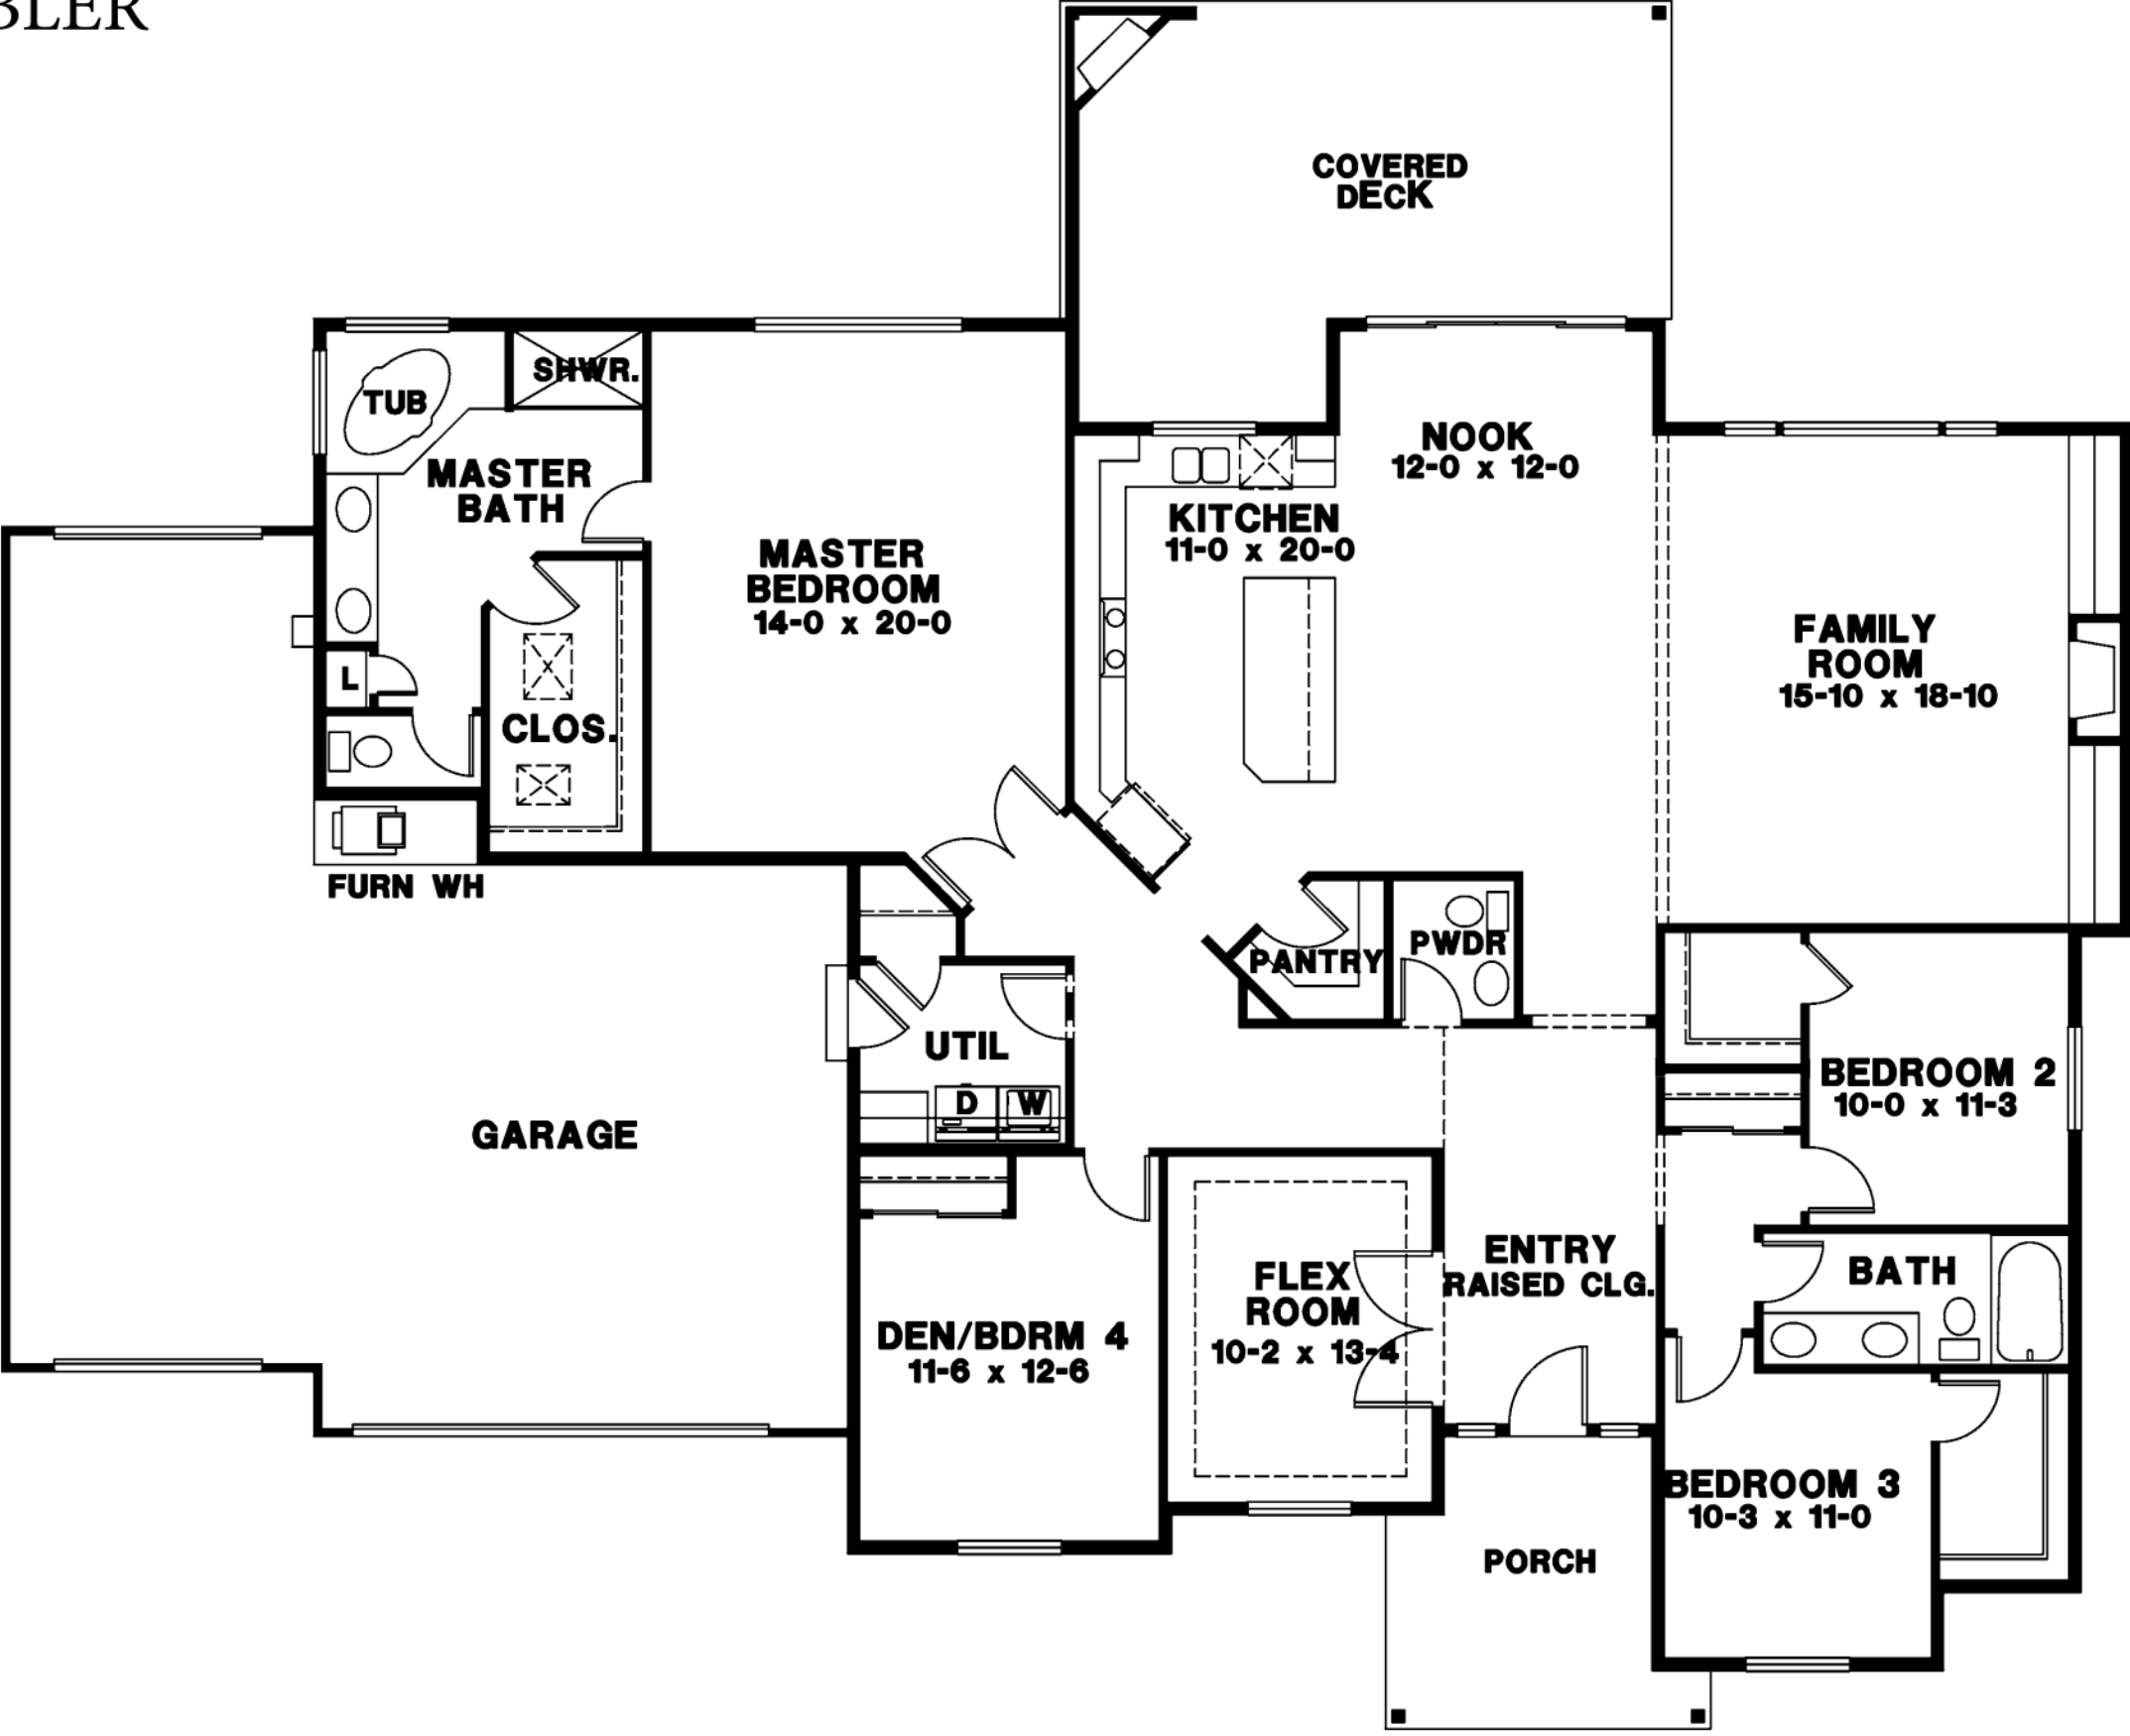 BLER
COVERED
DECK
SHWR.
TUB
MASTER
BATH
NOOK
12-0 x 12-0
KITCHEN
11-0 x 20-0
MASTER
BEDROOM
14-0 x 20-0
FAMILY
ROOM
15-10 x 18-10
L
CLOS.
FURN WH
PANTRY
PWDR
UTIL
D
W
BEDROOM 2
10-0 x 11-3
GARAGE
ENTRY
RAISED CLG.
BATH
FLEX
ROOM
10-2 x 13-4
DEN/BDRM 4
11-6 x 12-6
BEDROOM 3
10-3 x 11-0
PORCH